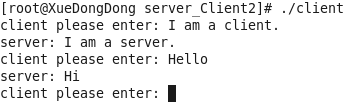 [root@XueDongDong server_Client2]# ./client
client please enter: I am a client.
server: I am a server.
client please enter: Hello
server: Hi
client please enter: